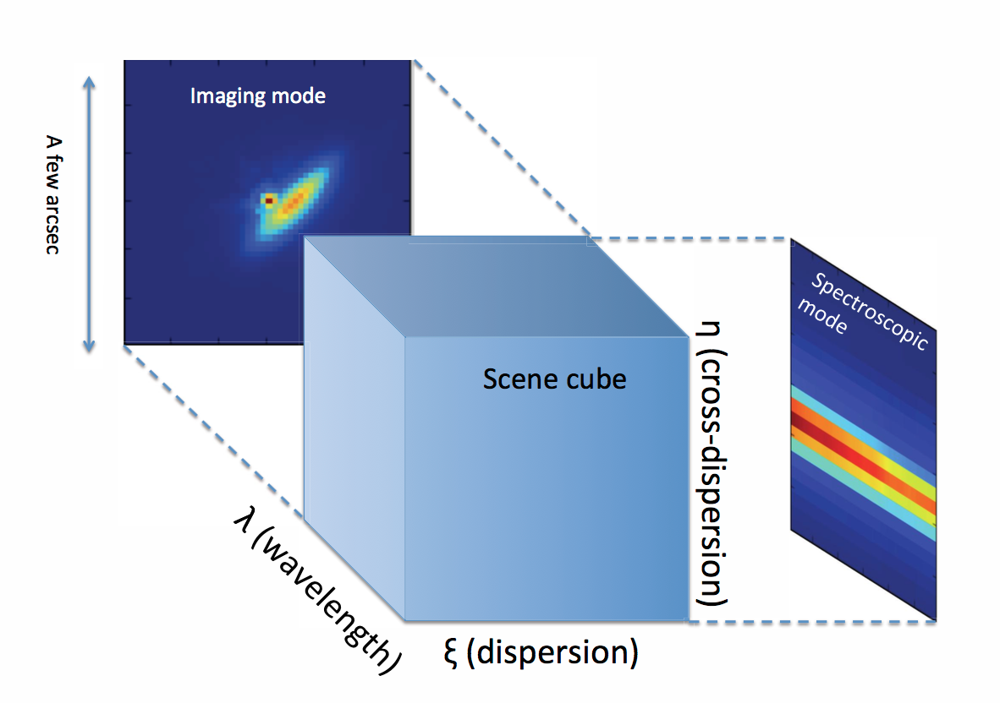 Imaging mode
A few arcsec
Spectroscopic
mode
Scene cube
η (cross-dispersion)
λ (wavelength)
ξ (dispersion)